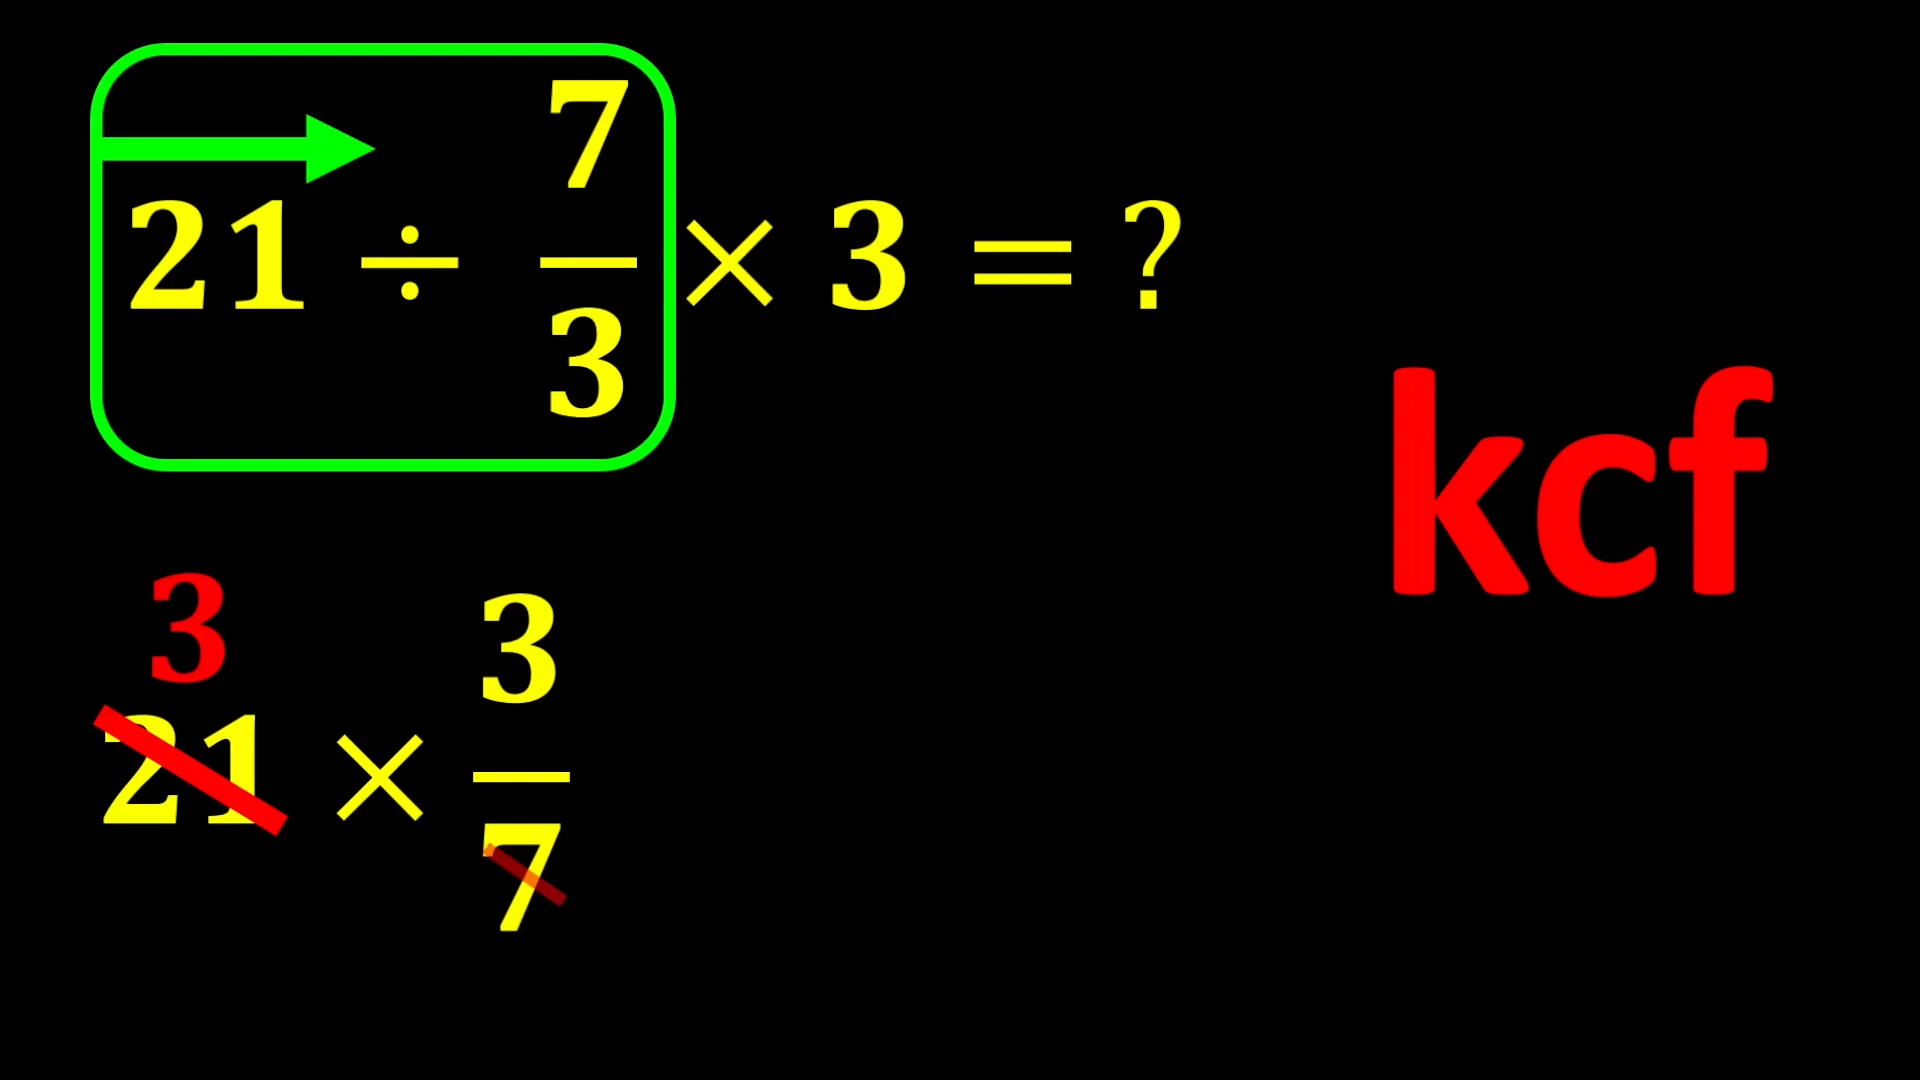 21 ÷ 7/3 × 3 = ?
kcf
3
21 × 3/7